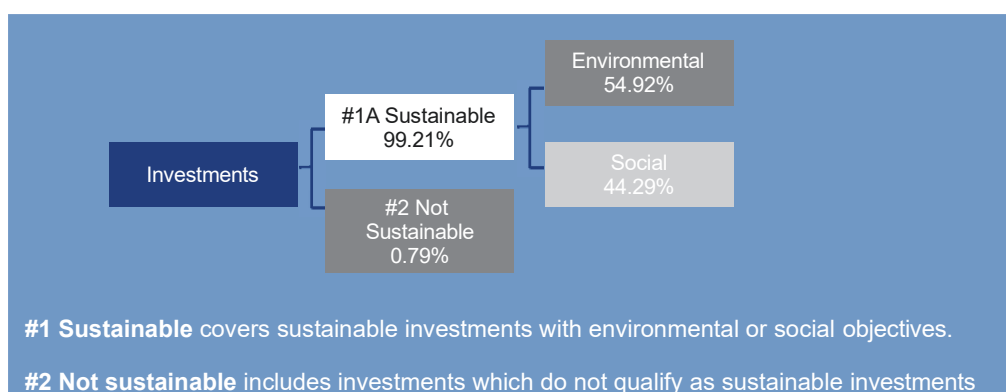 Environmental
54.92%
#1A Sustainable
99.21%
Investments
Social
44.29%
#2 Not
Sustainable
0.79%
#1 Sustainable covers sustainable investments with environmental or social objectives.
#2 Not sustainable includes investments which do not qualify as sustainable investments